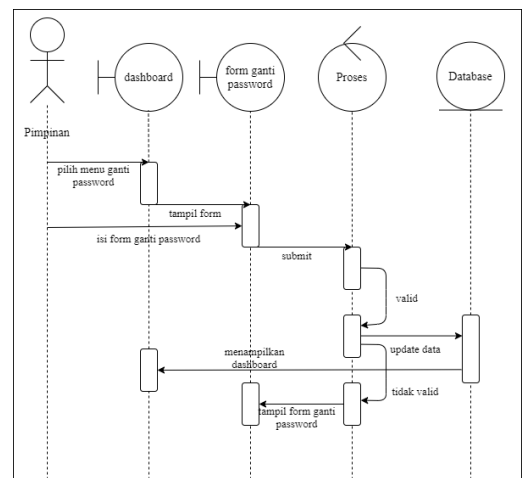 dashboard
form ganti
password
Proses
Database
Pimpinan
pilih menu ganti
password
tampil form
isi form ganti password
submit
valid
update data
menampilkan
dashboard
tidak valid
tampil form ganti
password